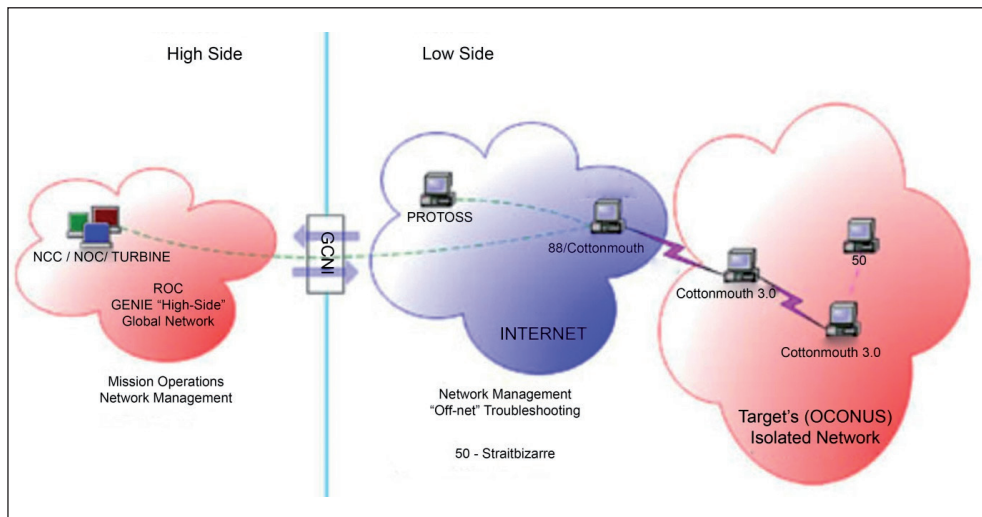 High Side
Low Side
NCC / NOC/ TURBINE
ROC
GENIE “High-Side”
Global Network
Mission Operations
Network Management
GCNI
PROTOSS
88/Cottonmouth
INTERNET
Network Management
“Off-net” Troubleshooting
50 - Straitbizarre
50
Cottonmouth 3.0
Cottonmouth 3.0
Target's (OCONUS)
Isolated Network